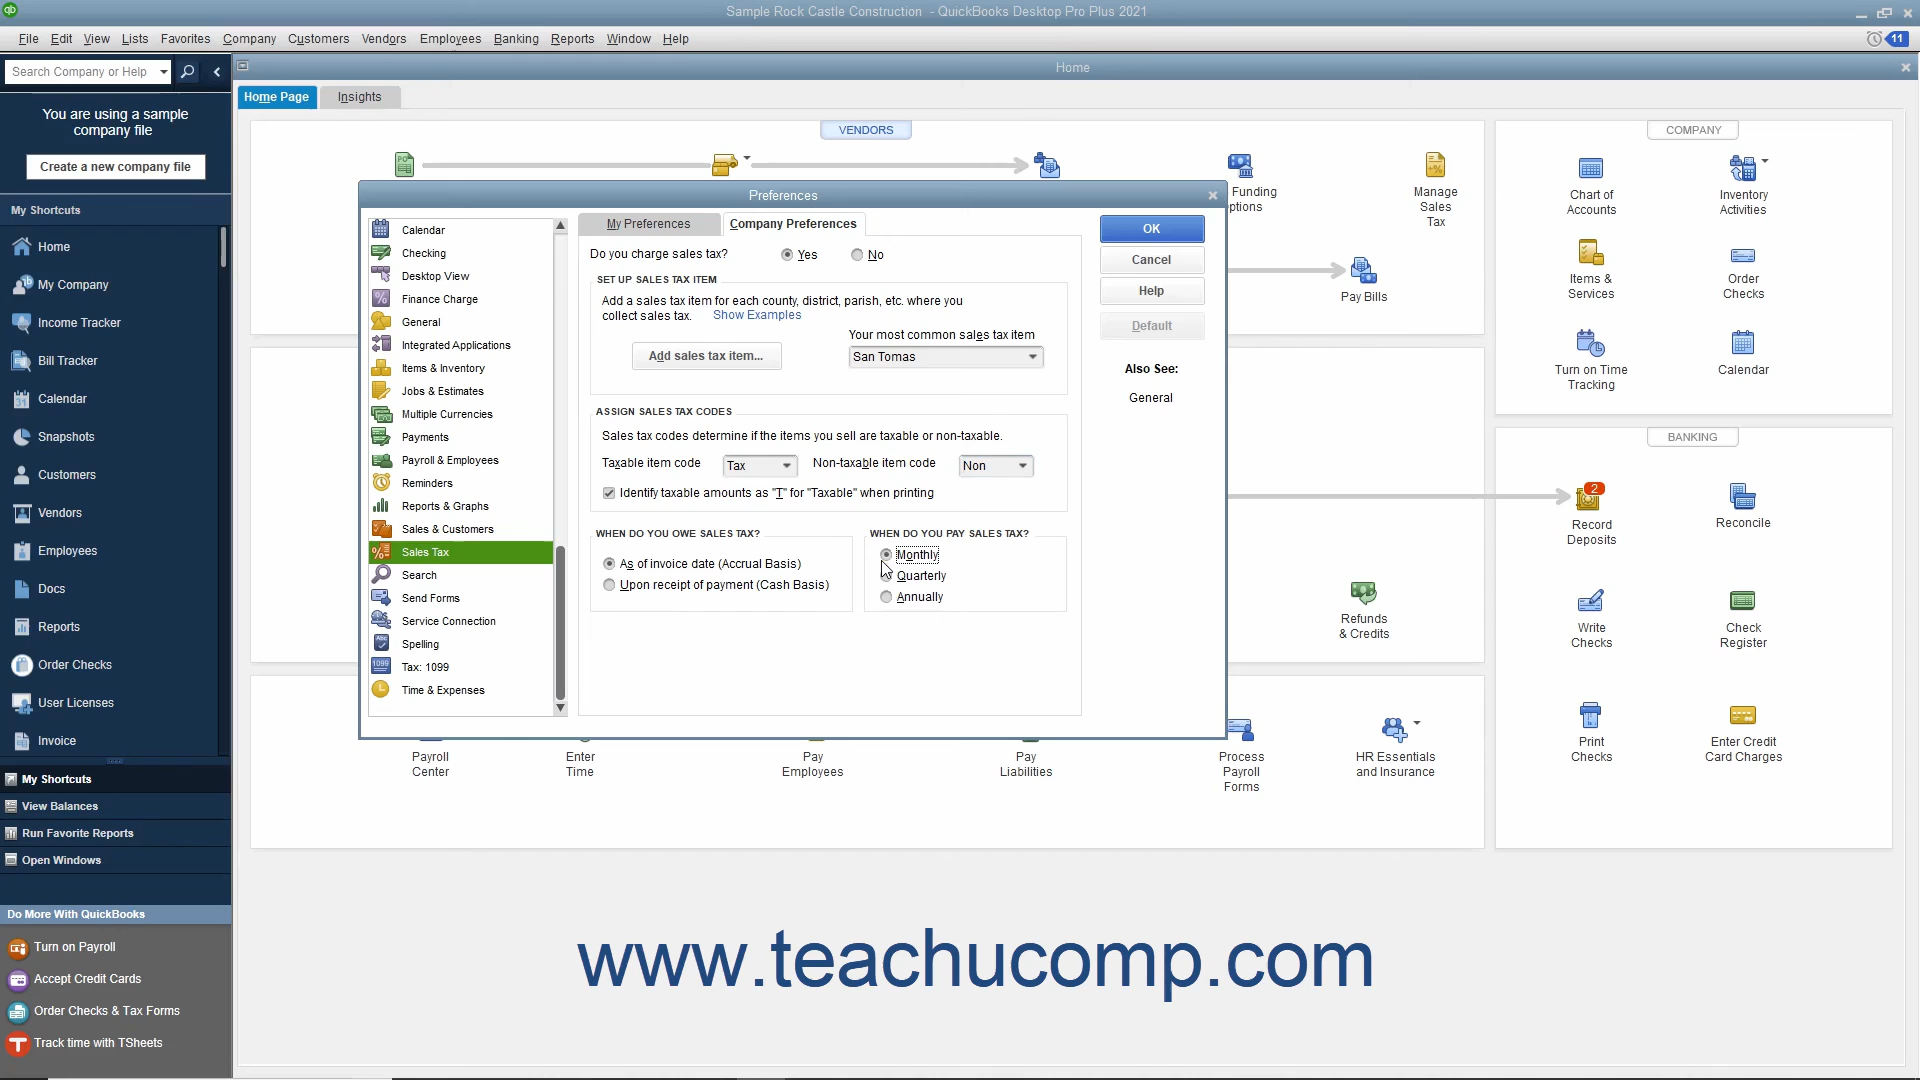 qb
Sample Rock Castle Construction - QuickBooks Desktop Pro Plus 2021
File Edit View Lists Favorites Company Customers Vendors Employees Banking Reports Window Help
11
Search Company or Help
Home
You are using a sample
company file
Create a new company file
My Shortcuts
Home
My Company
Income Tracker
Bill Tracker
Calendar
Snapshots
Customers
Vendors
Employees
Docs
Reports
Order Checks
User Licenses
Invoice
My Shortcuts
View Balances
Run Favorite Reports
Open Windows
Do More With QuickBooks
Turn on Payroll
Accept Credit Cards
Order Checks & Tax Forms
Track time with TSheets
Home Page Insights
VENDORS
Funding
ptions
Manage
Sales
Tax
Pay Bills
Preferences
Calendar
Checking
Desktop View
Finance Charge
General
Integrated Applications
Items & Inventory
Jobs & Estimates
Multiple Currencies
Payments
Payroll & Employees
Reminders
Reports & Graphs
Sales & Customers
Sales Tax
Search
Send Forms
Service Connection
Spelling
Tax: 1099
Time & Expenses
My Preferences Company Preferences
Do you charge sales tax? Yes No
SET UP SALES TAX ITEM
Add a sales tax item for each county, district, parish, etc. where you
collect sales tax. Show Examples
Your most common sales tax item
Add sales tax item... San Tomas
ASSIGN SALES TAX CODES
Sales tax codes determine if the items you sell are taxable or non-taxable.
Taxable item code Tax Non-taxable item code Non
Identify taxable amounts as "T" for "Taxable" when printing
WHEN DO YOU OWE SALES TAX?
As of invoice date (Accrual Basis)
Upon receipt of payment (Cash Basis)
WHEN DO YOU PAY SALES TAX?
Monthly
Quarterly
Annually
OK
Cancel
Help
Default
Also See:
General
Refunds
& Credits
Payroll
Center
Enter
Time
Pay
Employees
Pay
Liabilities
Process
Payroll
Forms
HR Essentials
and Insurance
COMPANY
Chart of
Accounts
Inventory
Activities
Items &
Services
Order
Checks
Turn on Time
Tracking
Calendar
BANKING
2
Record
Deposits
Reconcile
Write
Checks
Check
Register
Print
Checks
Enter Credit
Card Charges
www.teachucomp.com